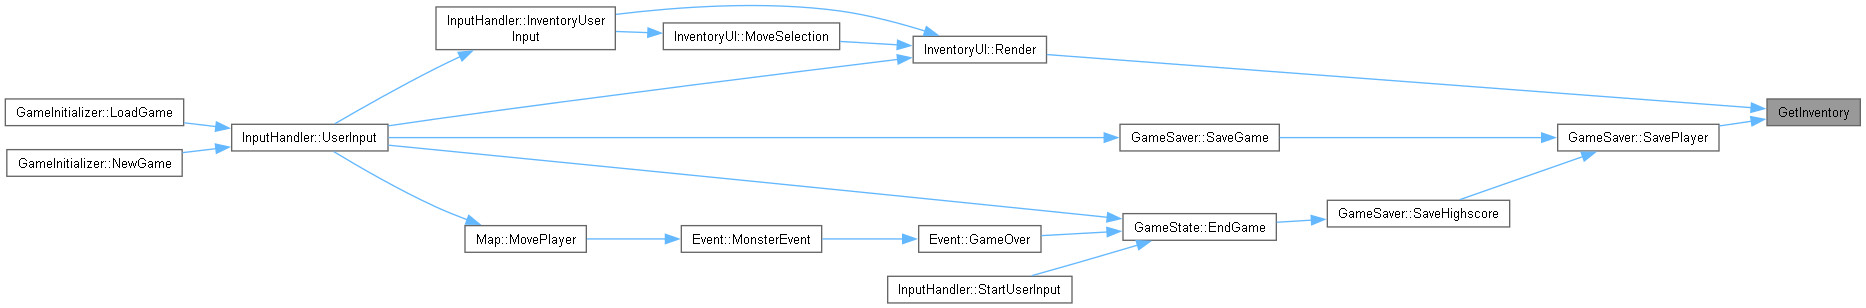 InputHandler::InventoryUser
Input
InventoryUI::MoveSelection
InventoryUI::Render
GameInitializer::LoadGame
GetInventory
InputHandler::UserInput
GameSaver::SaveGame
GameSaver::SavePlayer
GameInitializer::NewGame
GameSaver::SaveHighscore
GameState::EndGame
Map::MovePlayer
Event::MonsterEvent
Event::GameOver
InputHandler::StartUserInput